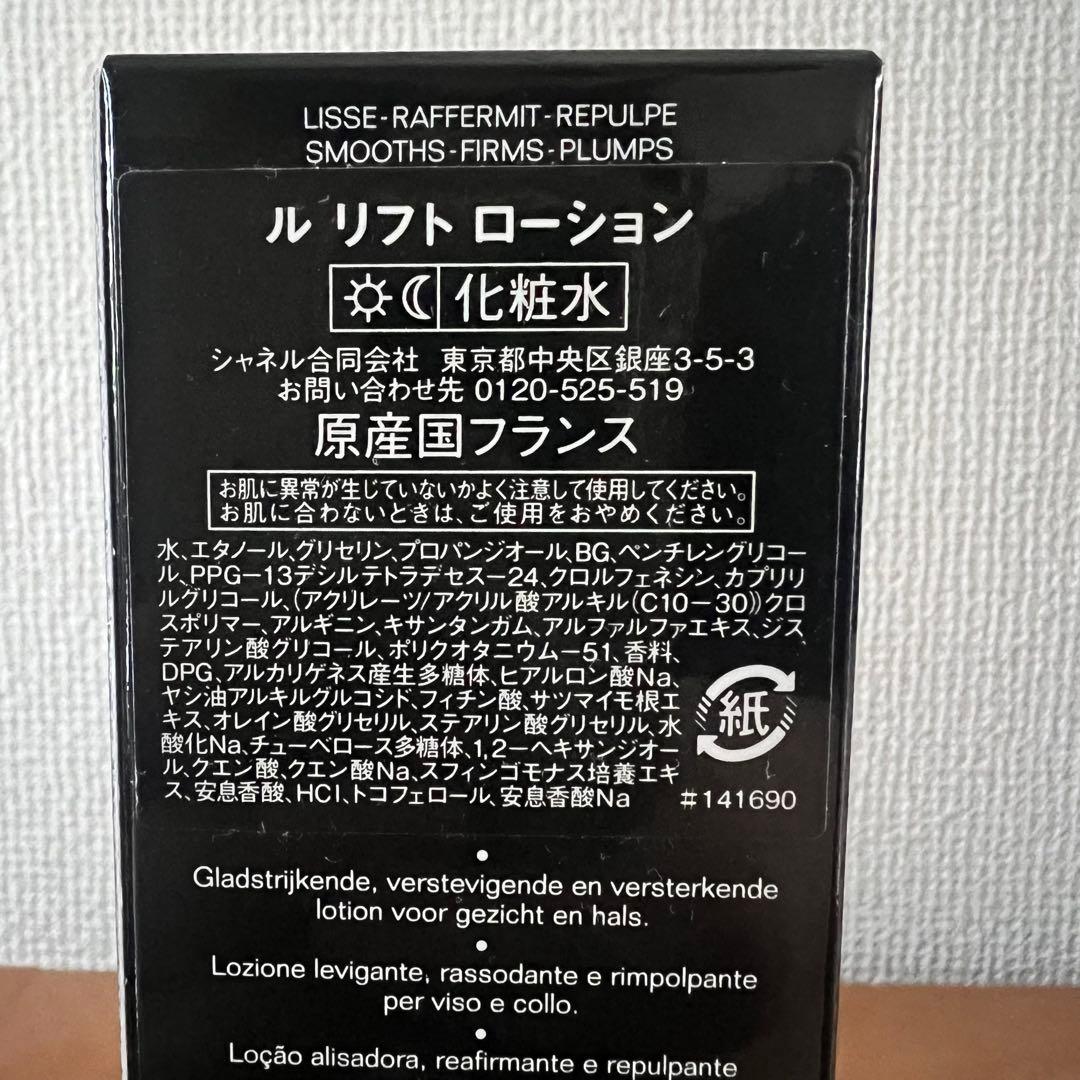 LISSE-RAFFERMIT-REPULPE
SMOOTHS-FIRMS-PLUMPS
ル リフト ローション
化粧水
シャネル合同会社 東京都中央区銀座3-5-3
お問い合わせ先 0120-525-519
原産国フランス
お肌に異常が生じていないかよく注意して使用してください。
お肌に合わないときは、ご使用をおやめください。
水、エタノール、グリセリン、プロパンジオール、BG、ペンチレングリコー
ル、PPG－13デシルテトラデセス－24、クロルフェネシン、カプリリ
ルグリコール、(アクリレーツ/アクリル酸アルキル(C10－30))クロ
スポリマー、アルギニン、キサンタンガム、アルファルファエキス、ジス
テアリン酸グリコール、ポリクオタニウム－51、香料、
DPG、アルカリゲネス産生多糖体、ヒアルロン酸Na、
ヤシ油アルキルグルコシド、フィチン酸、サツマイモ根エ
キス、オレイン酸グリセリル、ステアリン酸グリセリル、水
酸化Na、チューベロース多糖体、1,2－ヘキサンジオー
ル、クエン酸、クエン酸Na、スフィンゴモナス培養エキ
ス、安息香酸、HCl、トコフェロール、安息香酸Na
紙
#141690
Gladstrijkende, verstevigende en versterkende
lotion voor gezicht en hals.
Lozione levigante, rassodante e rimpolpante
per viso e collo.
Loção alisadora, reafirmante e repulpante